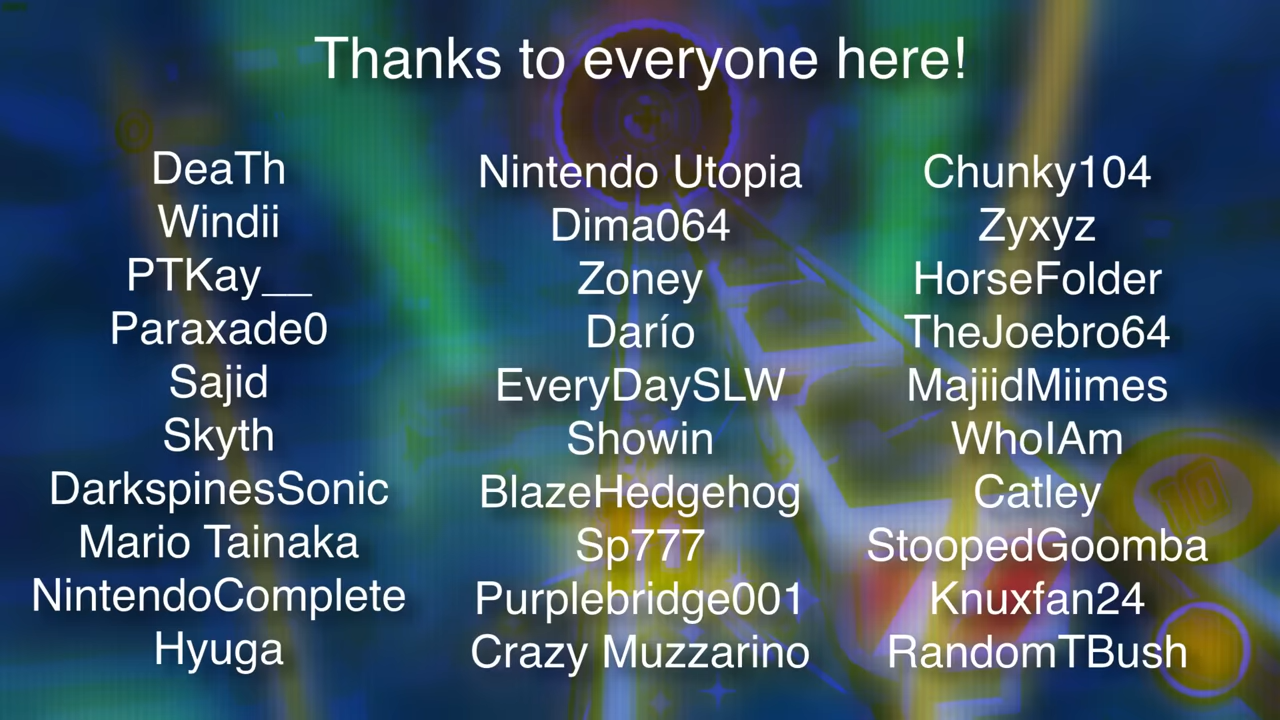 Thanks to everyone here!
DeaTh
Windii
PTKay__
Paraxade0
Sajid
Skyth
DarkspinesSonic
Mario Tainaka
NintendoComplete
Hyuga
Nintendo Utopia
Dima064
Zoney
Darío
EveryDaySLW
Showin
BlazeHedgehog
Sp777
Purplebridge001
Crazy Muzzarino
Chunky104
Zyxyz
HorseFolder
TheJoebro64
MajiidMiimes
WhoIAm
Catley
StoopedGoomba
Knuxfan24
RandomTBush